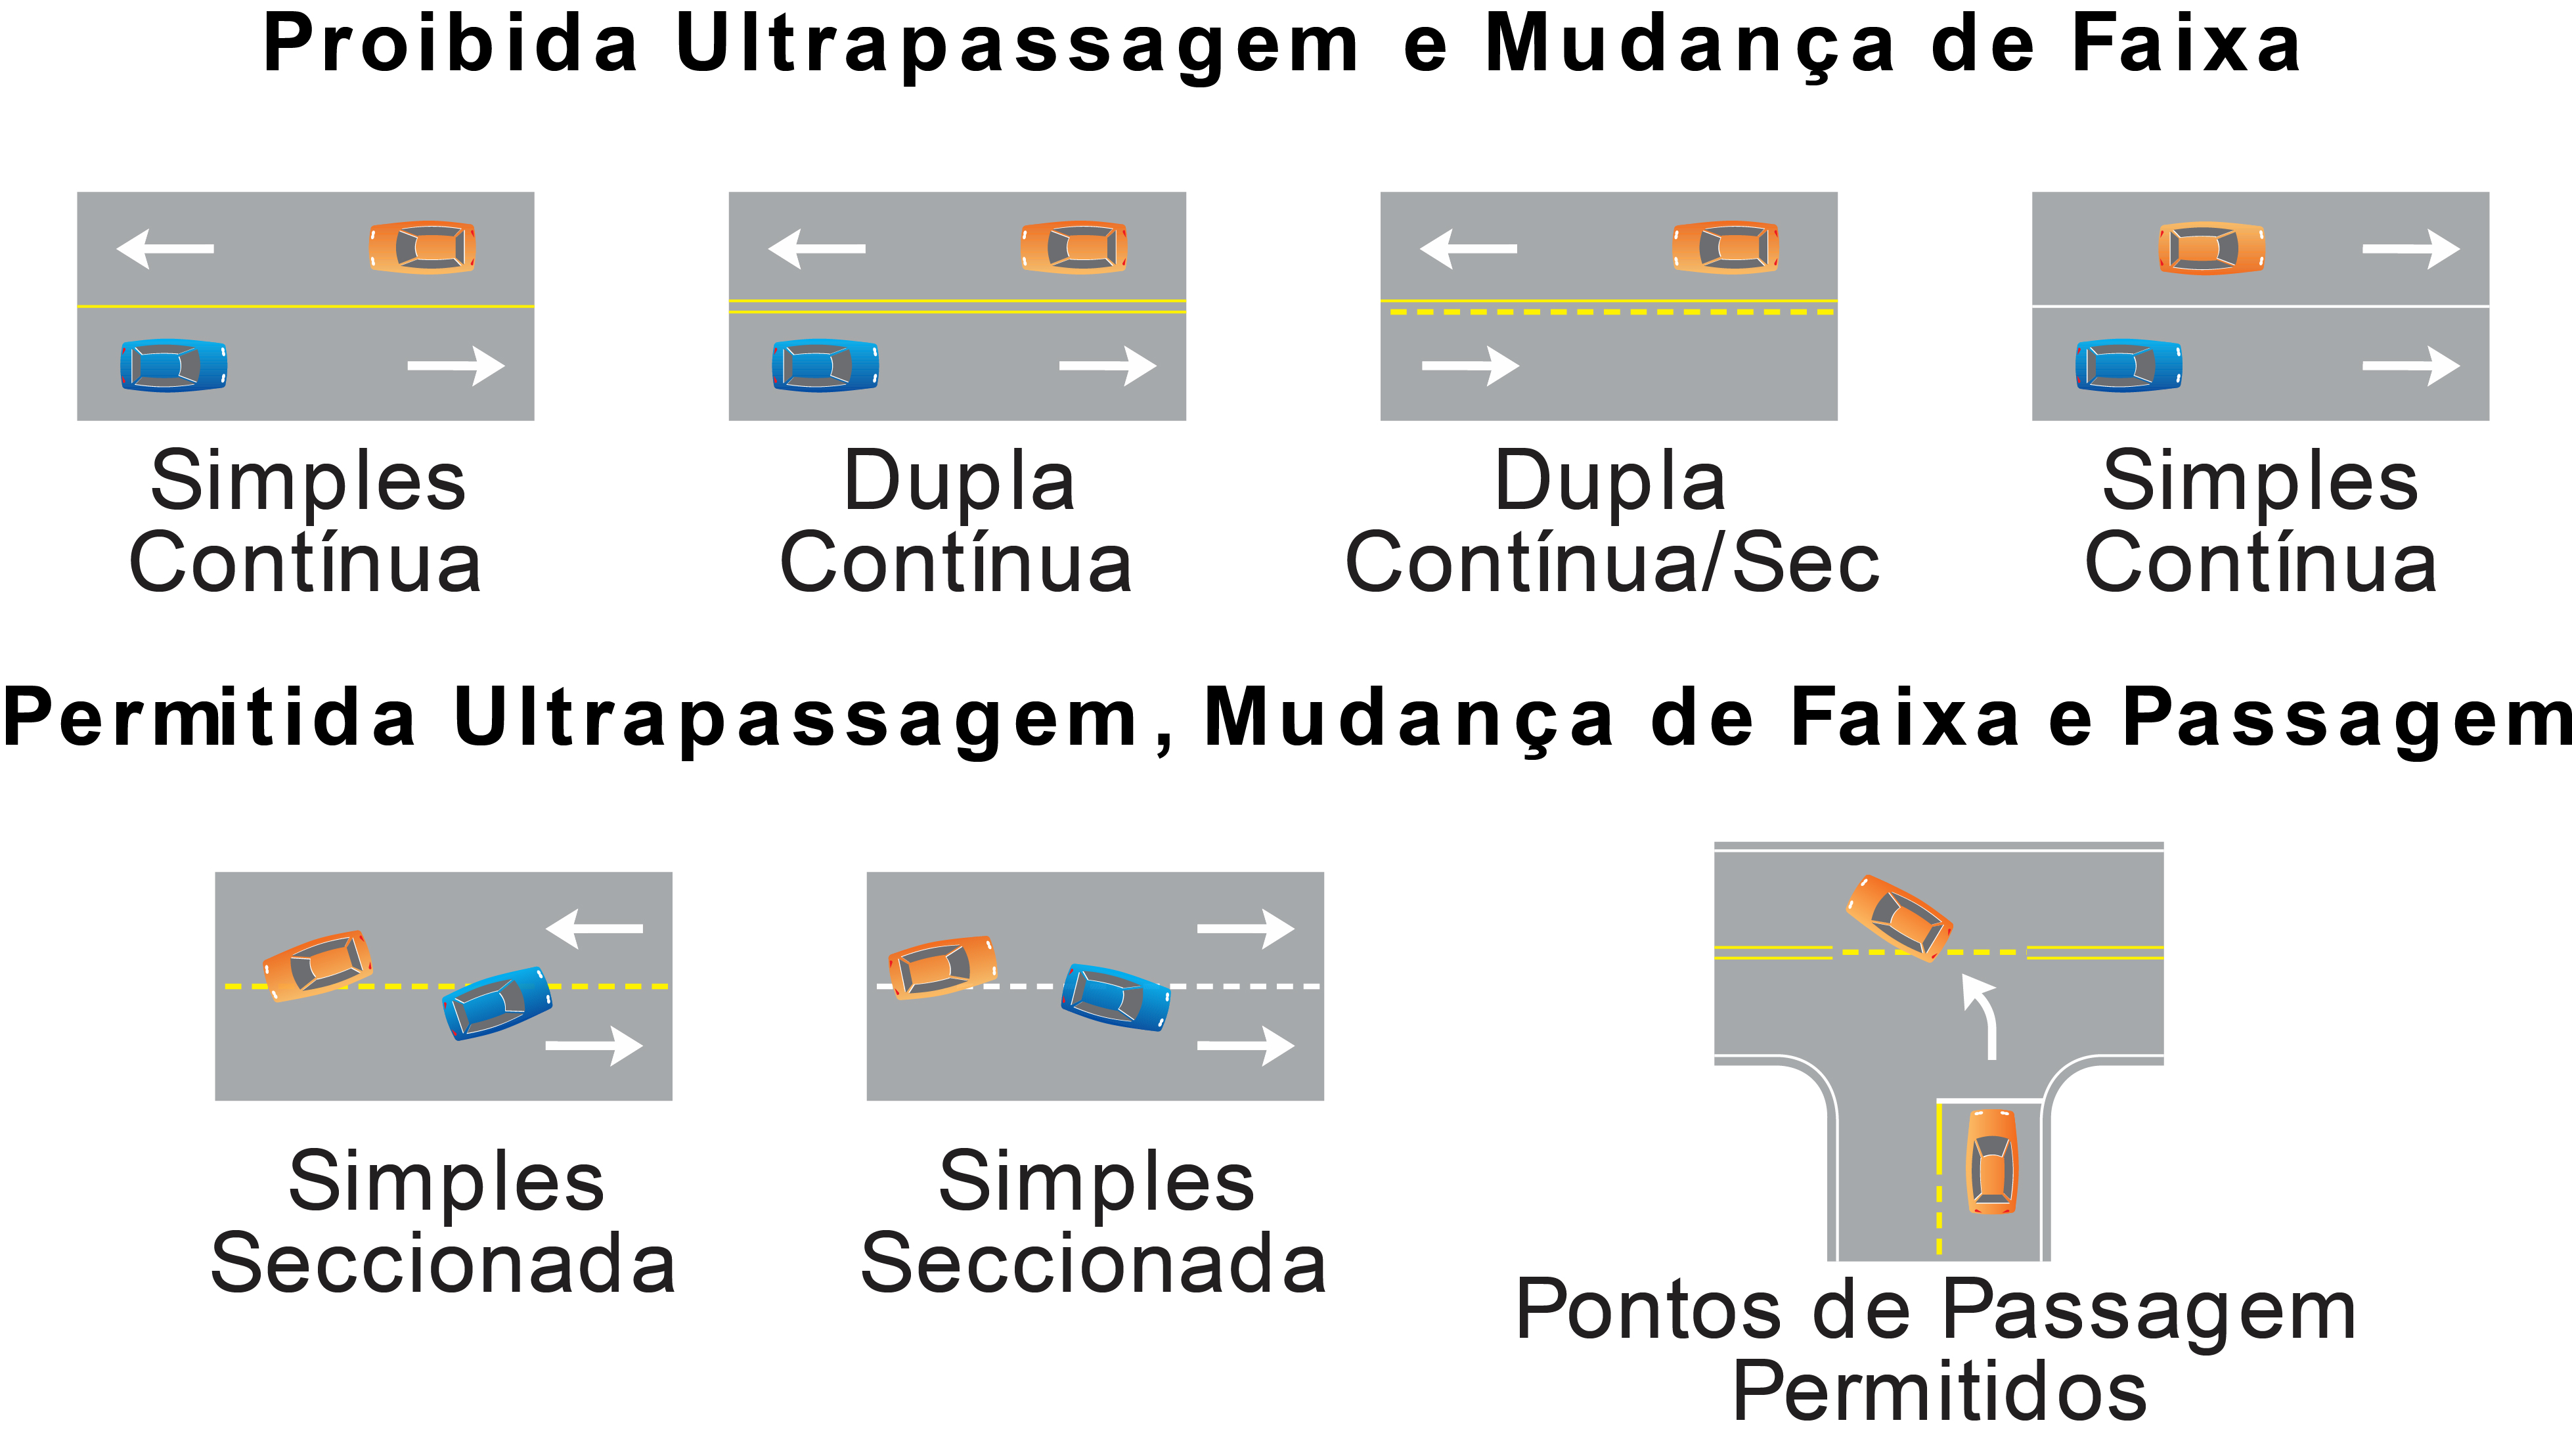 Proibida Ultrapassagem e Mudança de Faixa
Simples
Contínua
Dupla
Contínua
Dupla
Contínua/Sec
Simples
Contínua
Permitida Ultrapassagem, Mudança de Faixa e Passagem
Simples
Seccionada
Simples
Seccionada
Pontos de Passagem
Permitidos